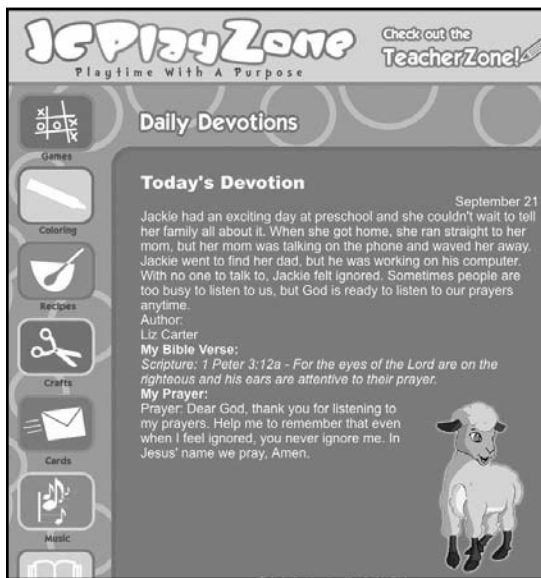 JCPlayZone
Playtime With A Purpose
Check out the
TeacherZone!
Games
Coloring
Recipes
Crafts
Cards
Music
Daily Devotions
Today's Devotion
September 21
Jackie had an exciting day at preschool and she couldn't wait to tell
her family all about it. When she got home, she ran straight to her
mom, but her mom was talking on the phone and waved her away.
Jackie went to find her dad, but he was working on his computer.
With no one to talk to, Jackie felt ignored. Sometimes people are
too busy to listen to us, but God is ready to listen to our prayers
anytime.
Author:
Liz Carter
My Bible Verse:
Scripture: 1 Peter 3:12a - For the eyes of the Lord are on the
righteous and his ears are attentive to their prayer.
My Prayer:
Prayer: Dear God, thank you for listening to
my prayers. Help me to remember that even
when I feel ignored, you never ignore me. In
Jesus' name we pray, Amen.